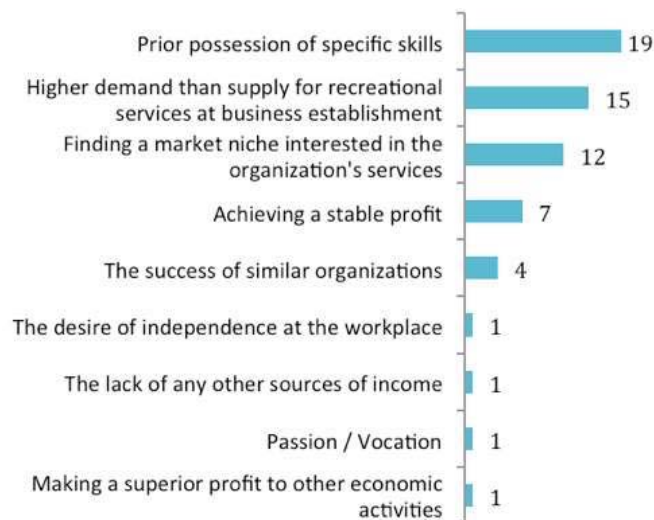 Prior possession of specific skills
19
Higher demand than supply for recreational
services at business establishment
15
Finding a market niche interested in the
organization's services
12
Achieving a stable profit
7
The success of similar organizations
4
The desire of independence at the workplace
1
The lack of any other sources of income
1
Passion / Vocation
1
Making a superior profit to other economic
activities
1